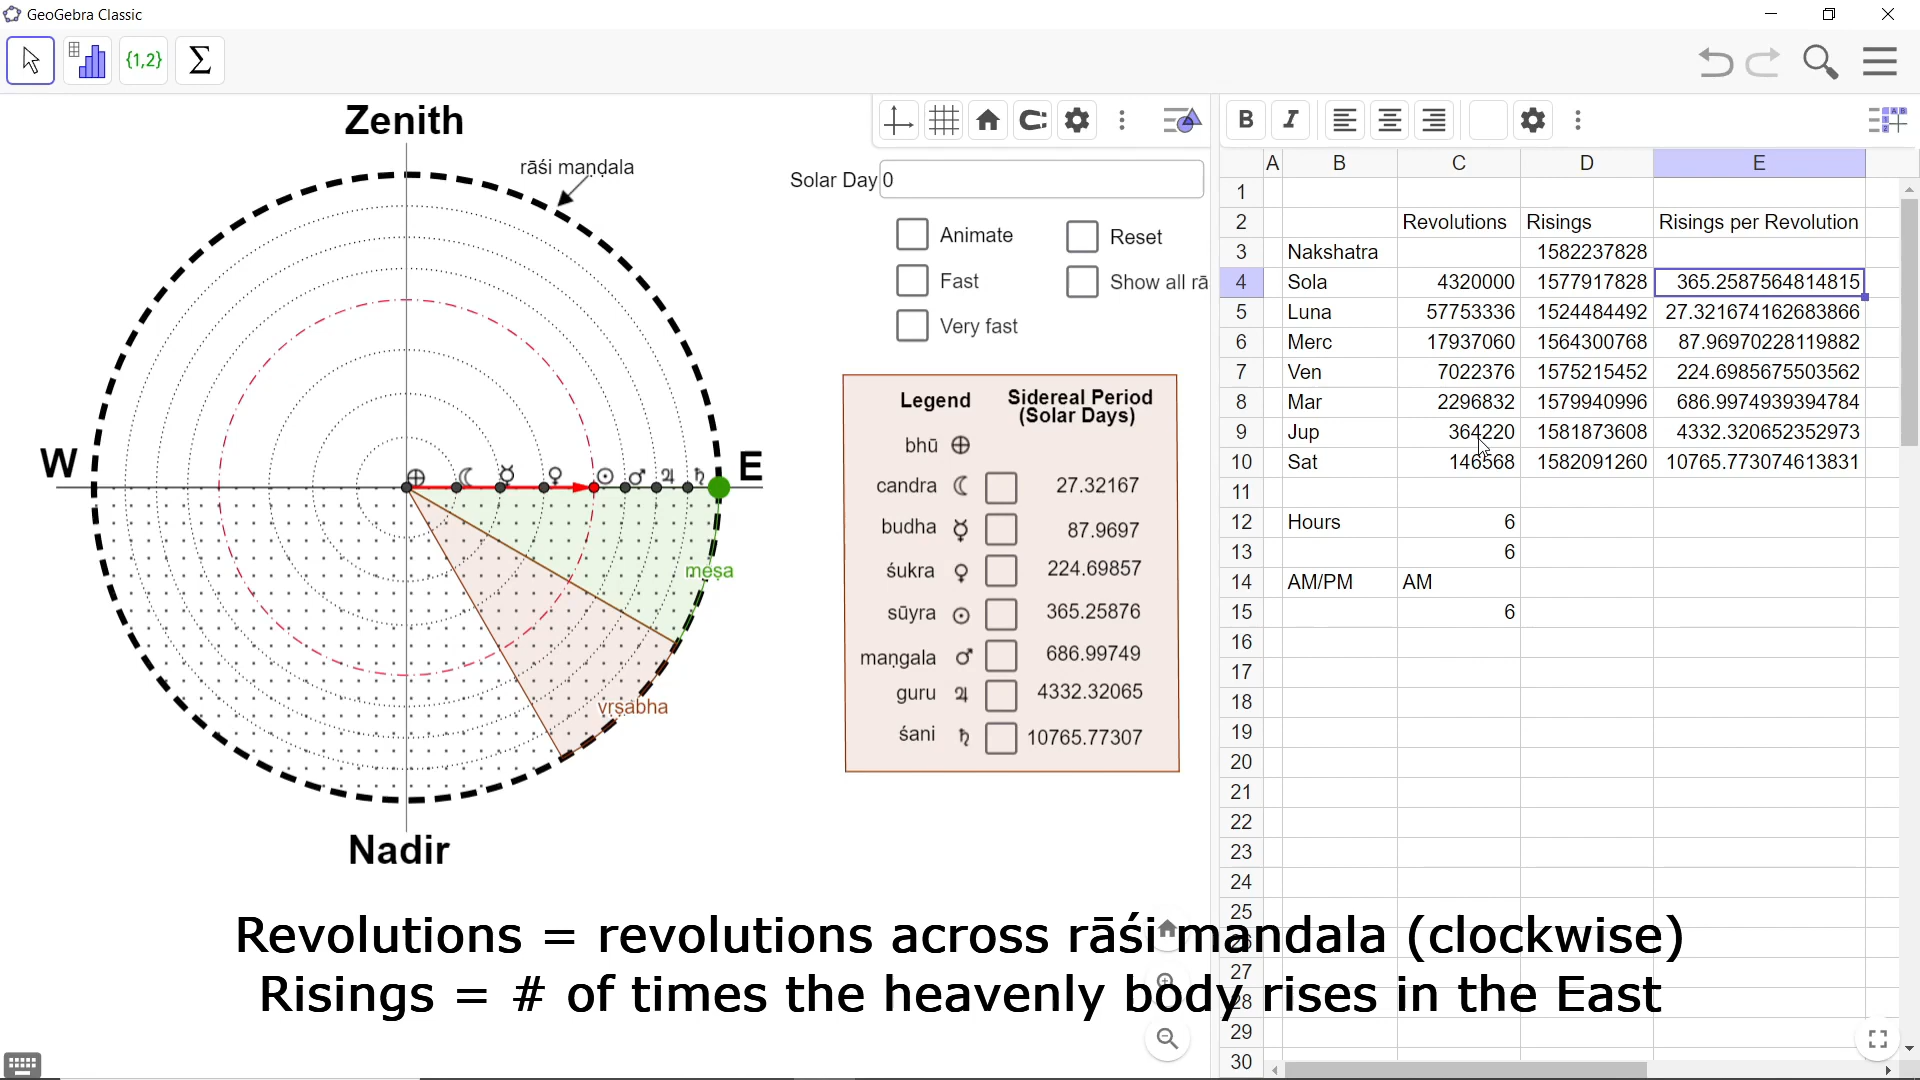 GeoGebra Classic
{1,2}
Σ
Zenith
rāśi maṇḍala
W
E
meṣa
vṛṣabha
Nadir
Solar Day 0
Animate
Reset
Fast
Show all rā
Very fast
Legend
Sidereal Period
(Solar Days)
bhū ⊕
candra ☾ 27.32167
budha ☿ 87.9697
śukra ♀ 224.69857
sūyra ☉ 365.25876
maṇgala ♂ 686.99749
guru ♃ 4332.32065
śani ♄ 10765.77307
B I
A B C D E
1
2 Revolutions Risings Risings per Revolution
3 Nakshatra 1582237828
4 Sola 4320000 1577917828 365.2587564814815
5 Luna 57753336 1524484492 27.321674162683866
6 Merc 17937060 1564300768 87.96970228119882
7 Ven 7022376 1575215452 224.6985675503562
8 Mar 2296832 1579940996 686.9974939394784
9 Jup 364220 1581873608 4332.320652352973
10 Sat 146568 1582091260 10765.773074613831
11
12 Hours 6
13 6
14 AM/PM AM
15 6
16
17
18
19
20
21
22
23
24
25
26
27
28
29
30
Revolutions = revolutions across rāśi mandala (clockwise)
Risings = # of times the heavenly body rises in the East